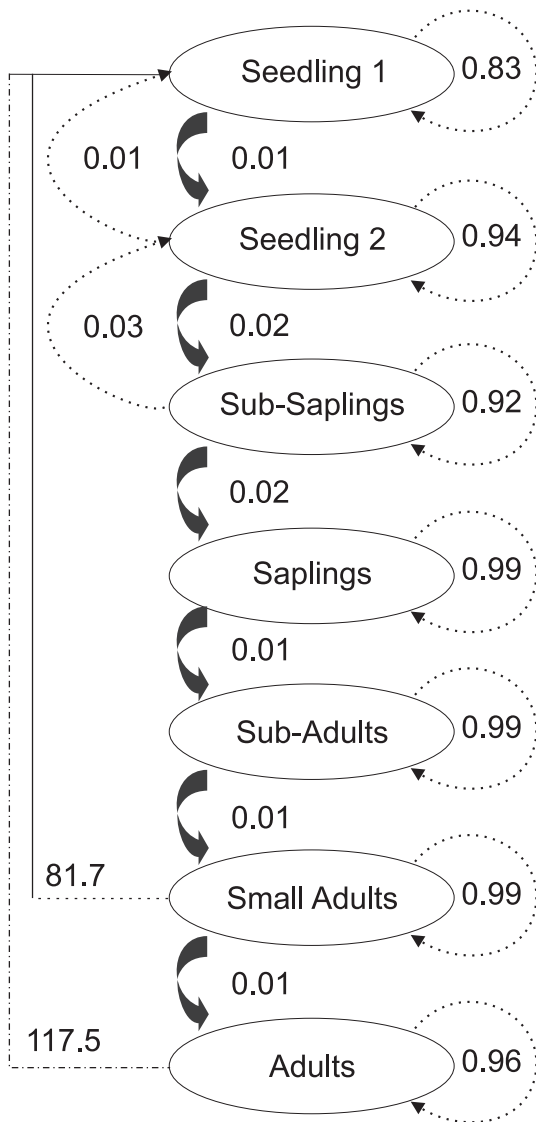 Seedling 1
0.83
0.01
0.01
Seedling 2
0.94
0.03
0.02
Sub-Saplings
0.92
0.02
Saplings
0.99
0.01
Sub-Adults
0.99
0.01
81.7
Small Adults
0.99
0.01
117.5
Adults
0.96